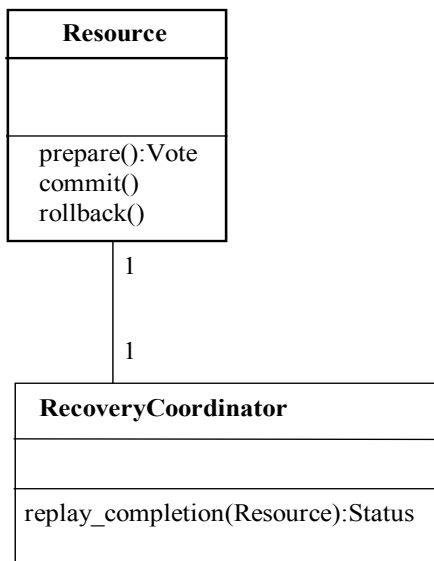 Resource
prepare():Vote
commit()
rollback()
1
1
RecoveryCoordinator
replay_completion(Resource):Status